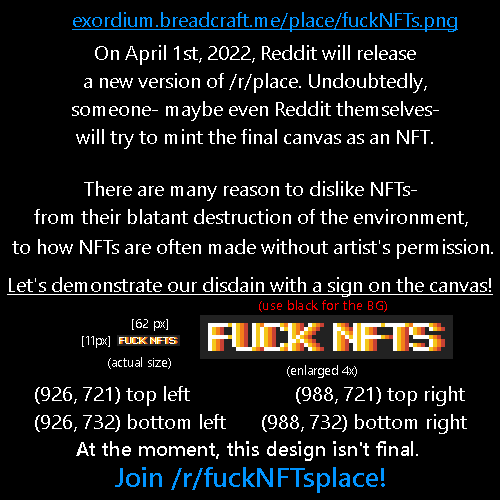 exordium.breadcraft.me/place/fuckNFTs.png
On April 1st, 2022, Reddit will release
a new version of /r/place. Undoubtedly,
someone- maybe even Reddit themselves-
will try to mint the final canvas as an NFT.
There are many reason to dislike NFTs-
from their blatant destruction of the environment,
to how NFTs are often made without artist's permission.
Let's demonstrate our disdain with a sign on the canvas!
(use black for the BG)
[62 px]
[11px] FUCK NFTS
(actual size)
FUCK NFTS
(enlarged 4x)
(926, 721) top left (988, 721) top right
(926, 732) bottom left (988, 732) bottom right
At the moment, this design isn't final.
Join /r/fuckNFTsplace!